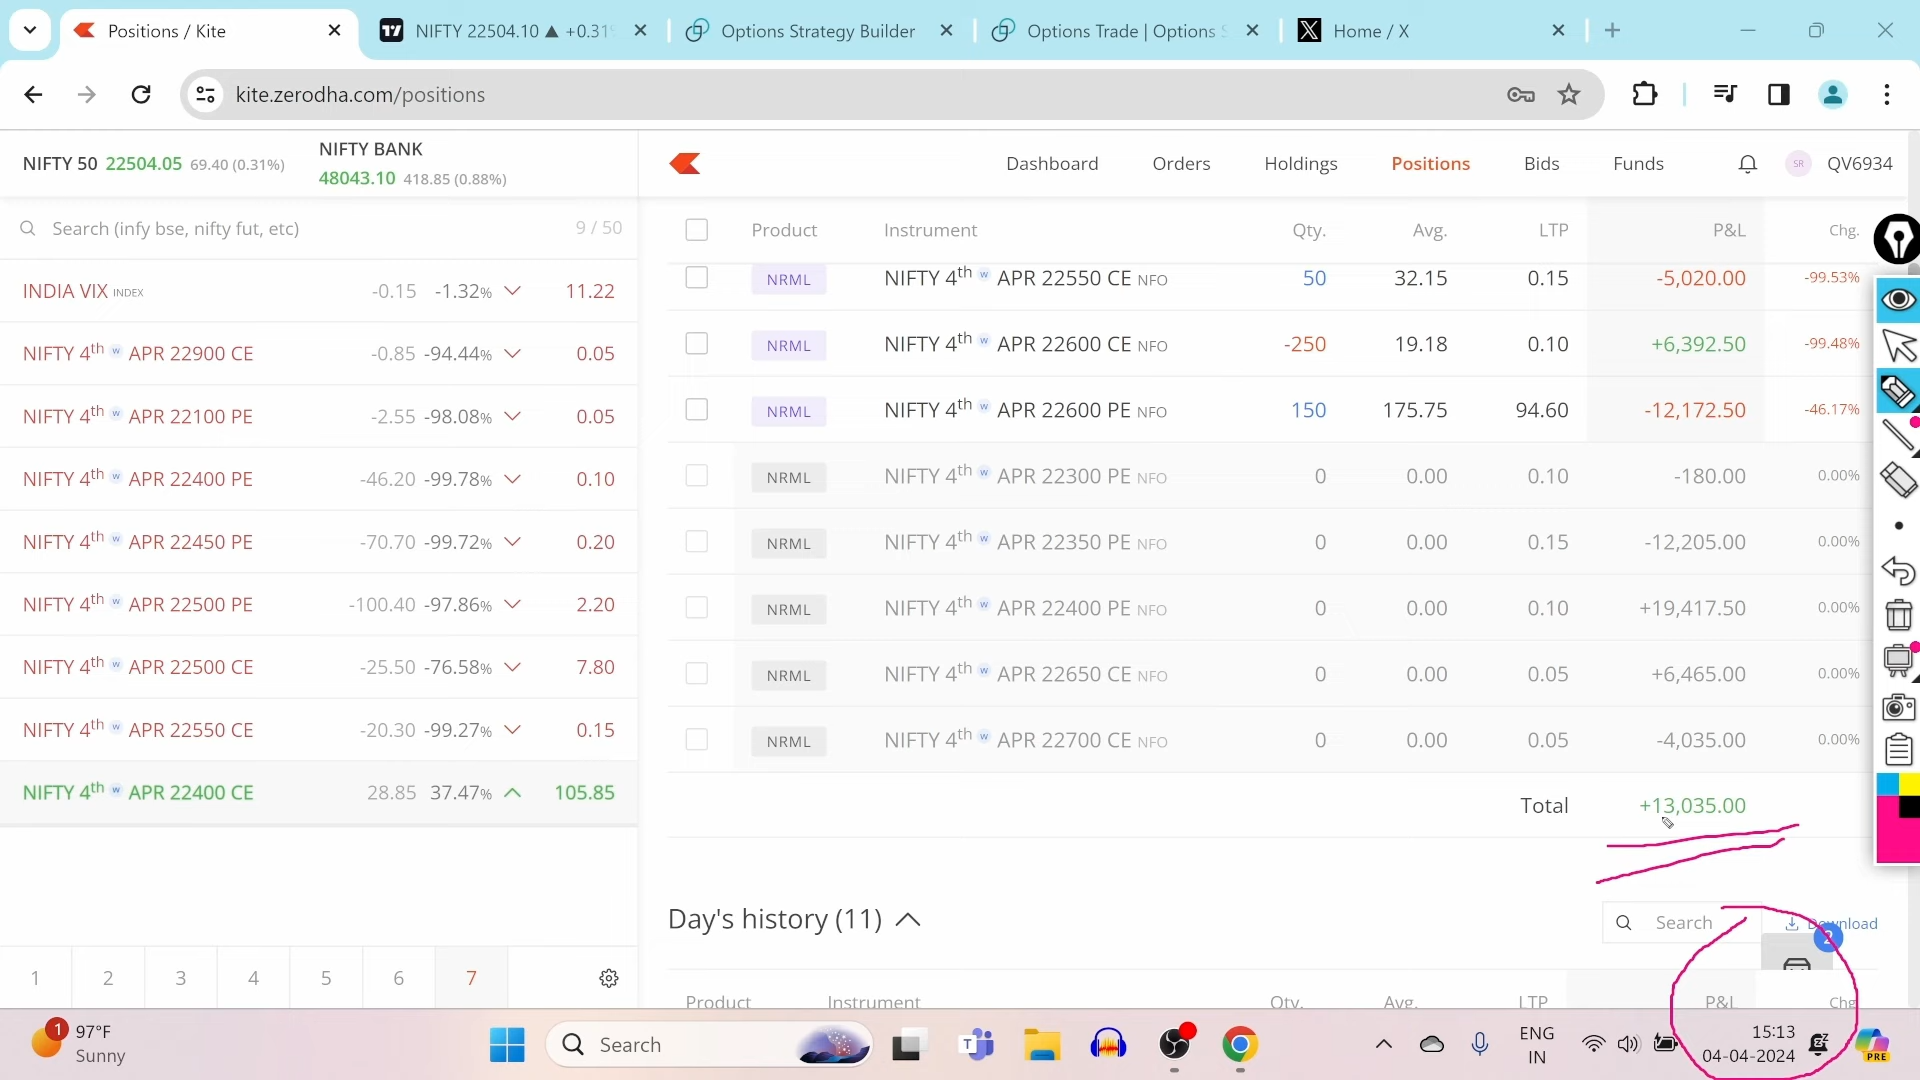 Positions / Kite
NIFTY 22504.10 ▲ +0.31%
Options Strategy Builder
Options Trade | Options S
Home / X
kite.zerodha.com/positions
NIFTY 50 22504.05 69.40 (0.31%)
NIFTY BANK
48043.10 418.85 (0.88%)
Dashboard Orders Holdings Positions Bids Funds SR QV6934
Search (infy bse, nifty fut, etc) 9 / 50
INDIA VIX INDEX -0.15 -1.32% 11.22
NIFTY 4th w APR 22900 CE -0.85 -94.44% 0.05
NIFTY 4th w APR 22100 PE -2.55 -98.08% 0.05
NIFTY 4th w APR 22400 PE -46.20 -99.78% 0.10
NIFTY 4th w APR 22450 PE -70.70 -99.72% 0.20
NIFTY 4th w APR 22500 PE -100.40 -97.86% 2.20
NIFTY 4th w APR 22500 CE -25.50 -76.58% 7.80
NIFTY 4th w APR 22550 CE -20.30 -99.27% 0.15
NIFTY 4th w APR 22400 CE 28.85 37.47% 105.85
1 2 3 4 5 6 7
Product Instrument Qty. Avg. LTP P&L Chg.
NRML NIFTY 4th w APR 22550 CE NFO 50 32.15 0.15 -5,020.00 -99.53%
NRML NIFTY 4th w APR 22600 CE NFO -250 19.18 0.10 +6,392.50 -99.48%
NRML NIFTY 4th w APR 22600 PE NFO 150 175.75 94.60 -12,172.50 -46.17%
NRML NIFTY 4th w APR 22300 PE NFO 0 0.00 0.10 -180.00 0.00%
NRML NIFTY 4th w APR 22350 PE NFO 0 0.00 0.15 -12,205.00 0.00%
NRML NIFTY 4th w APR 22400 PE NFO 0 0.00 0.10 +19,417.50 0.00%
NRML NIFTY 4th w APR 22650 CE NFO 0 0.00 0.05 +6,465.00 0.00%
NRML NIFTY 4th w APR 22700 CE NFO 0 0.00 0.05 -4,035.00 0.00%
Total +13,035.00
Day's history (11)
Search Download
2
Product Instrument Qty. Avg. LTP P&L Chg.
1 97°F
Sunny
Search
ENG
IN
15:13
04-04-2024
PRE